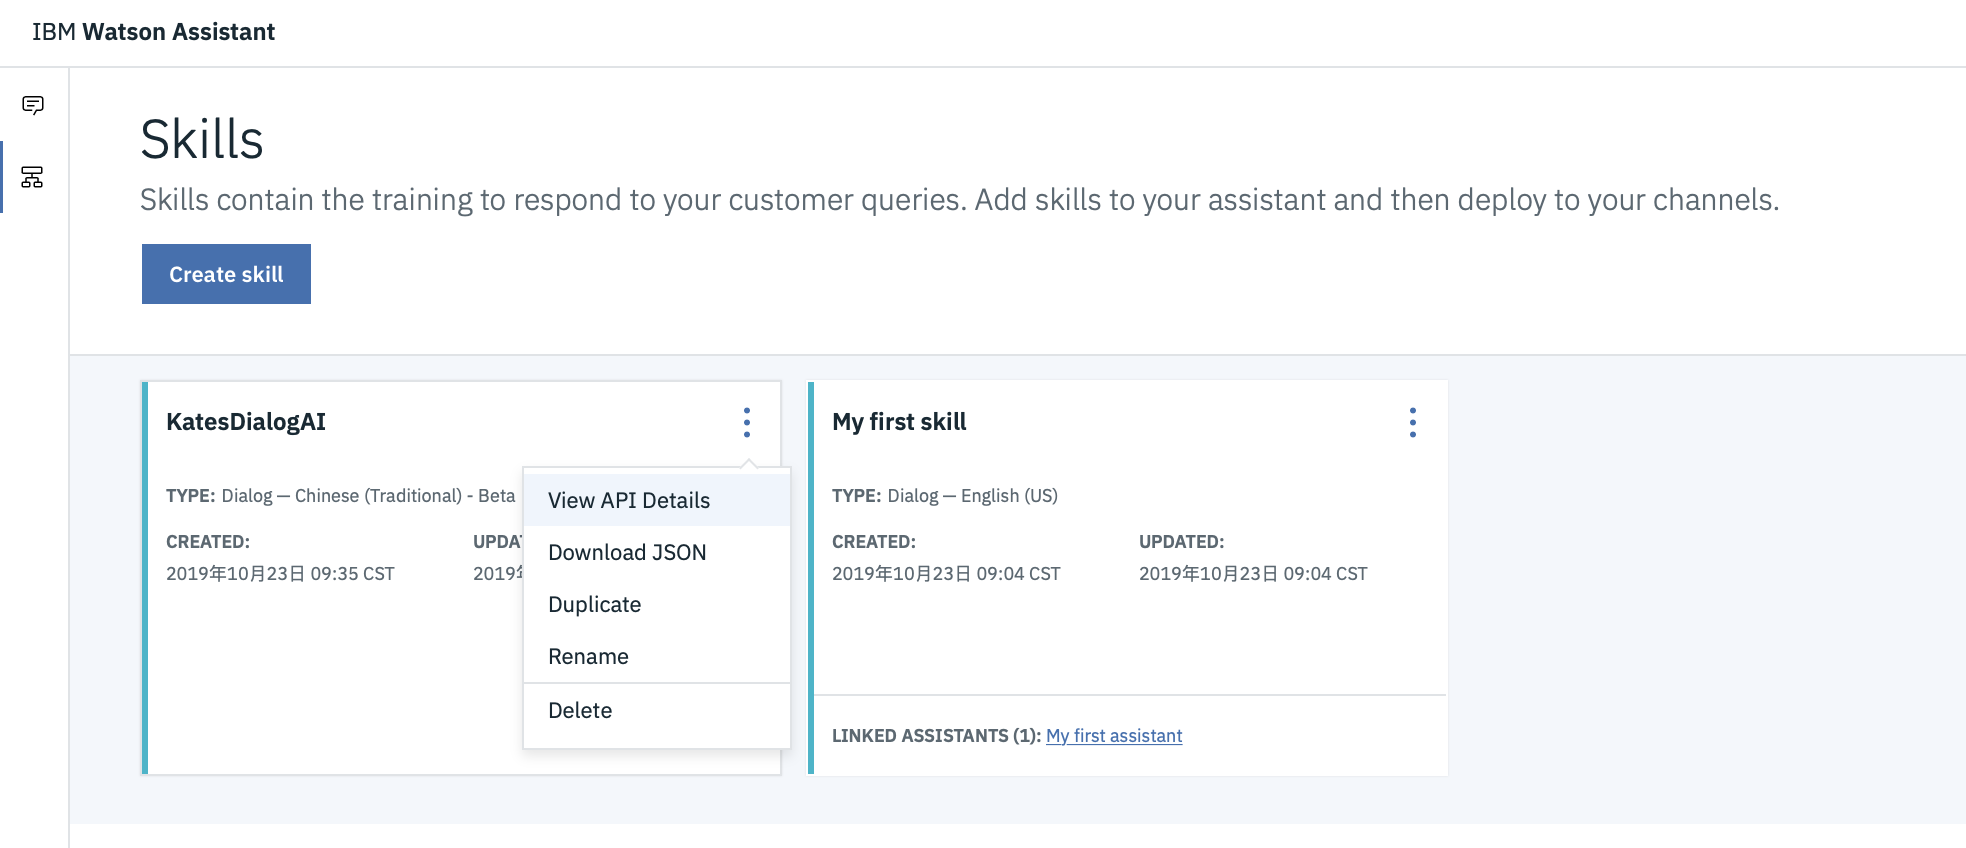 IBM Watson Assistant
Skills
Skills contain the training to respond to your customer queries. Add skills to your assistant and then deploy to your channels.
Create skill
KatesDialogAI
TYPE: Dialog — Chinese (Traditional) - Beta
CREATED:
2019年10月23日 09:35 CST
View API Details
Download JSON
Duplicate
Rename
Delete
My first skill
TYPE: Dialog — English (US)
CREATED:
UPDATED:
2019年10月23日 09:04 CST
2019年10月23日 09:04 CST
LINKED ASSISTANTS (1): My first assistant